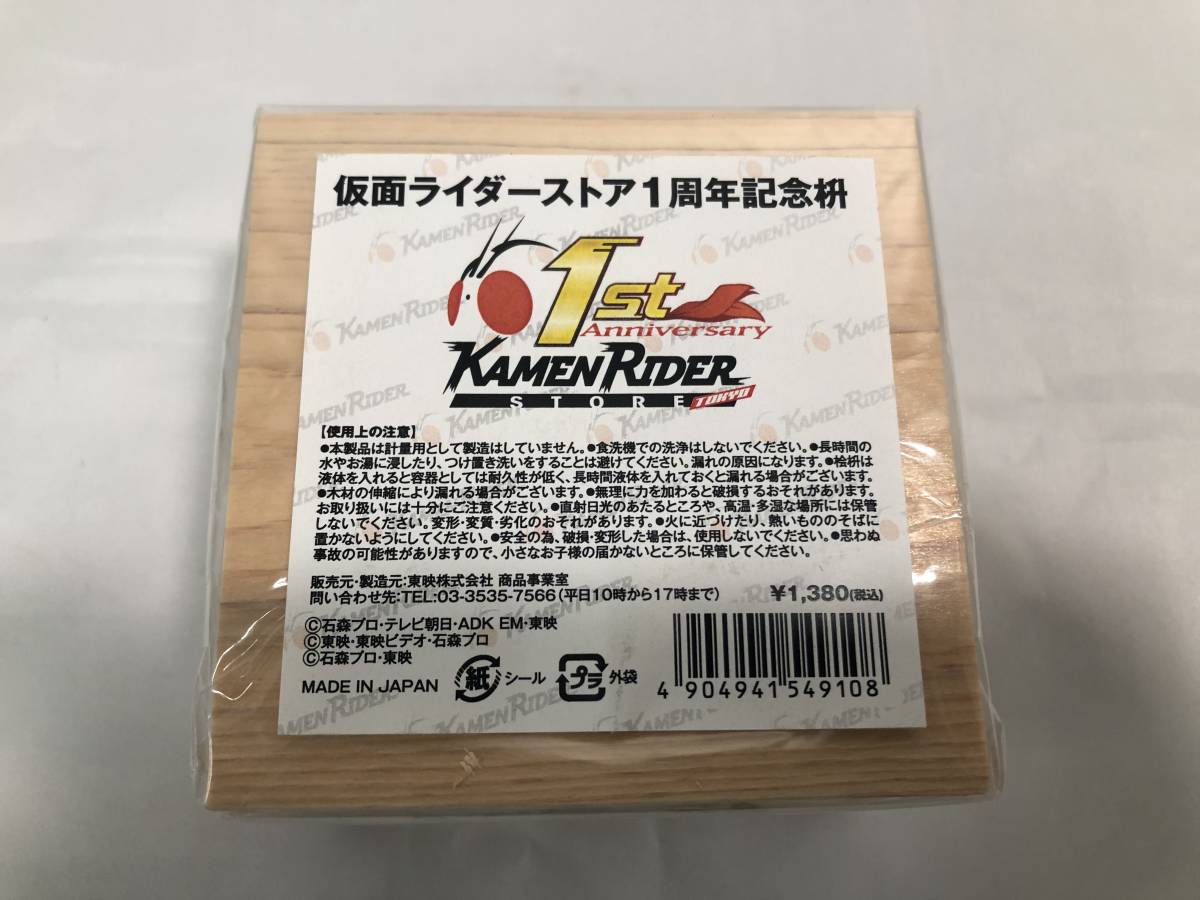 仮面ライダーストア1周年記念枡
1st
Anniversary
KAMEN RIDER
STORE TOKYO
【使用上の注意】
●本製品は計量用として製造はしていません。●食洗機での洗浄はしないでください。●長時間の
水やお湯に浸したり、つけ置き洗いをすることは避けてください。漏れの原因になります。●桧枡は
液体を入れると容器としては耐久性が低く、長時間液体を入れておくと漏れる場合がございます。
●木材の伸縮により漏れる場合がございます。●無理に力を加わると破損するおそれがあります。
お取り扱いには十分にご注意ください。●直射日光のあたるところや、高温・多湿な場所には保管
しないでください。変形・変質・劣化のおそれがあります。●火に近づけたり、熱いもののそばに
置かないようにしてください。●安全の為、破損・変形した場合は、使用しないでください。●思わぬ
事故の可能性がありますので、小さなお子様の届かないところに保管してください。
販売元・製造元:東映株式会社 商品事業室
問い合わせ先:TEL:03-3535-7566(平日10時から17時まで) ¥1,380(税込)
Ⓒ石森プロ・テレビ朝日・ADK EM・東映
Ⓒ東映・東映ビデオ・石森プロ
Ⓒ石森プロ・東映
MADE IN JAPAN 紙 シール プラ 外袋
4 904941 549108